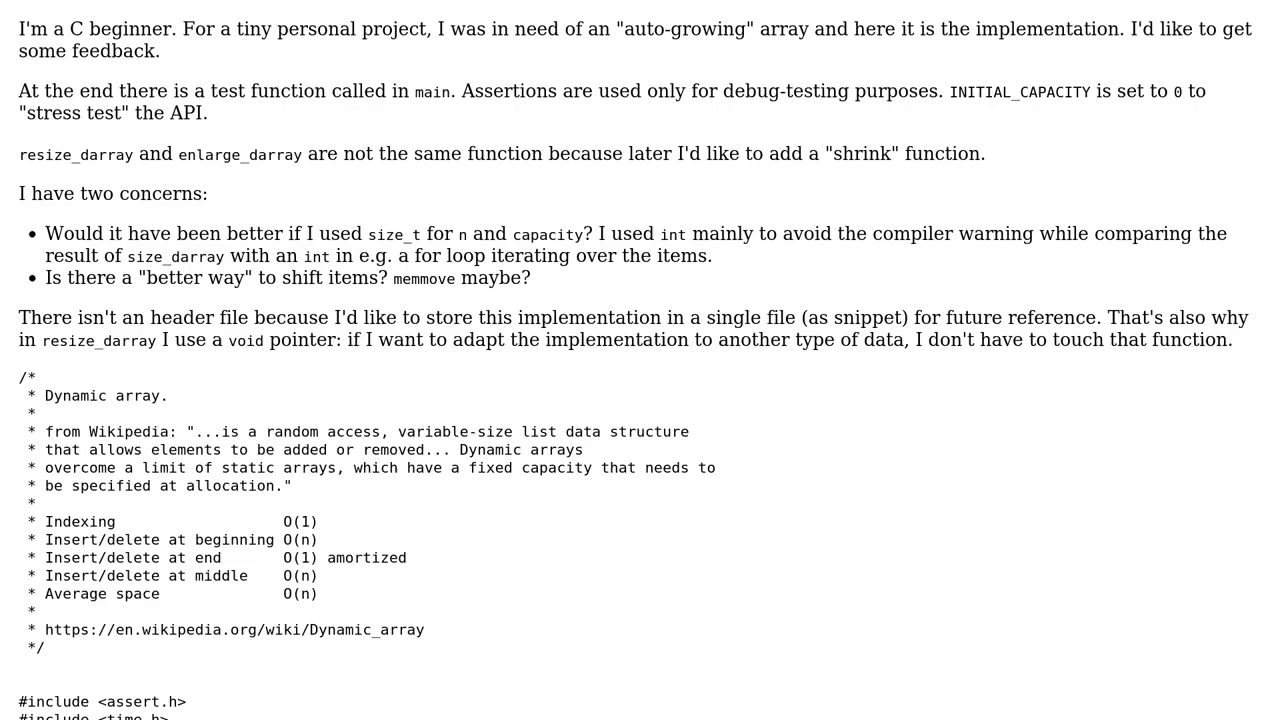 I'm a C beginner. For a tiny personal project, I was in need of an "auto-growing" array and here it is the implementation. I'd like to get
some feedback.
At the end there is a test function called in main. Assertions are used only for debug-testing purposes. INITIAL_CAPACITY is set to 0 to
"stress test" the API.
resize_darray and enlarge_darray are not the same function because later I'd like to add a "shrink" function.
I have two concerns:
• Would it have been better if I used size_t for n and capacity? I used int mainly to avoid the compiler warning while comparing the
result of size_darray with an int in e.g. a for loop iterating over the items.
• Is there a "better way" to shift items? memmove maybe?
There isn't an header file because I'd like to store this implementation in a single file (as snippet) for future reference. That's also why
in resize_darray I use a void pointer: if I want to adapt the implementation to another type of data, I don't have to touch that function.
/*
 * Dynamic array.
 *
 * from Wikipedia: "...is a random access, variable-size list data structure
 * that allows elements to be added or removed... Dynamic arrays
 * overcome a limit of static arrays, which have a fixed capacity that needs to
 * be specified at allocation."
 *
 * Indexing                   O(1)
 * Insert/delete at beginning O(n)
 * Insert/delete at end       O(1) amortized
 * Insert/delete at middle    O(n)
 * Average space              O(n)
 *
 * https://en.wikipedia.org/wiki/Dynamic_array
 */
#include <assert.h>
#include <time.h>